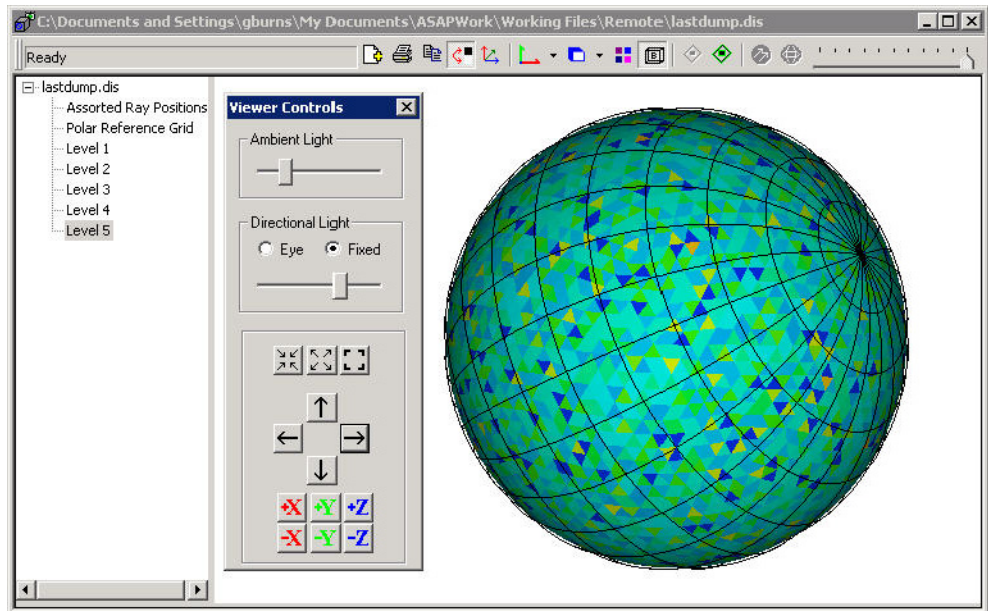 C:\Documents and Settings\gburns\My Documents\ASAPWork\Working Files\Remote\lastdump.dis
Ready
B
lastdump.dis
Assorted Ray Positions
Polar Reference Grid
Level 1
Level 2
Level 3
Level 4
Level 5
Viewer Controls
Ambient Light
Directional Light
Eye
Fixed
+X +Y +Z
-X -Y -Z